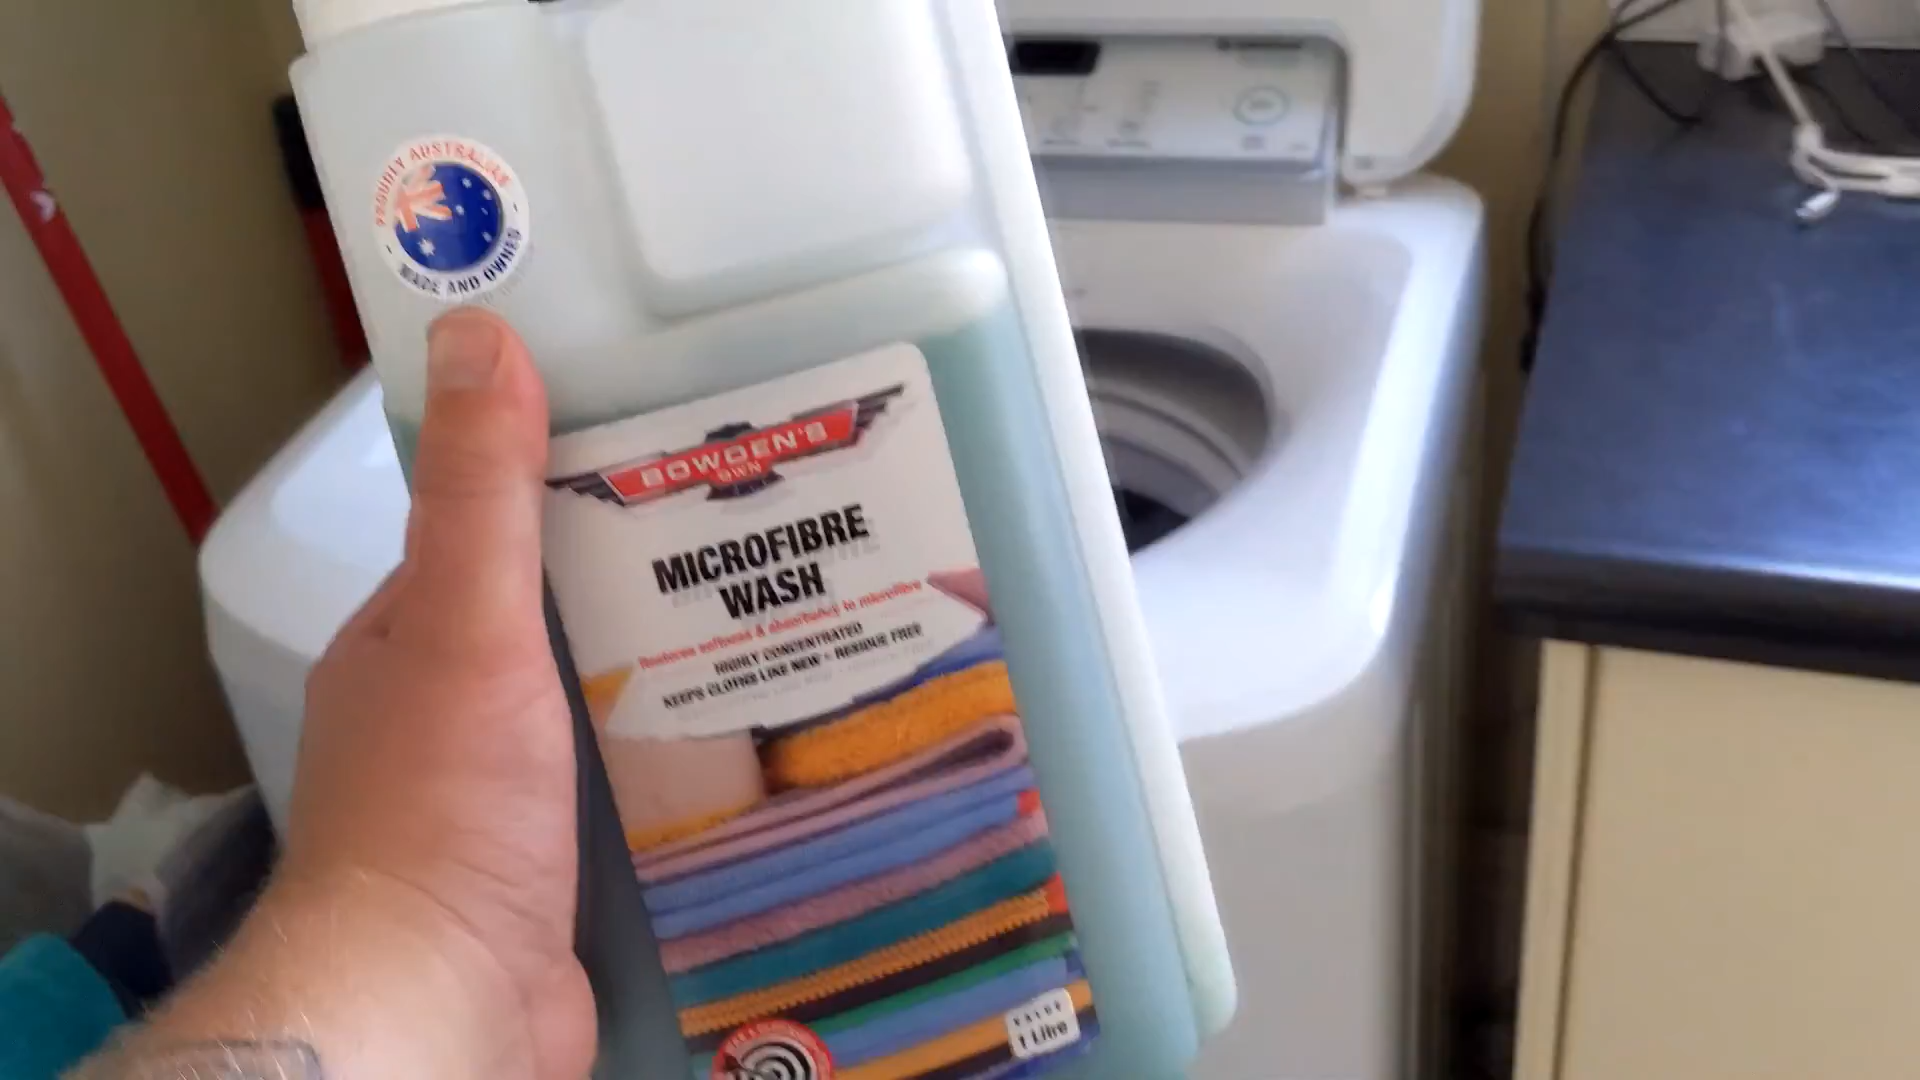 PROUDLY AUSTRALIAN
MADE AND OWNED
BOWDEN'S
OWN
MICROFIBRE
WASH
Restores softness & absorbency to microfibre
HIGHLY CONCENTRATED
KEEPS CLOTHS LIKE NEW • RESIDUE FREE
1 Litre